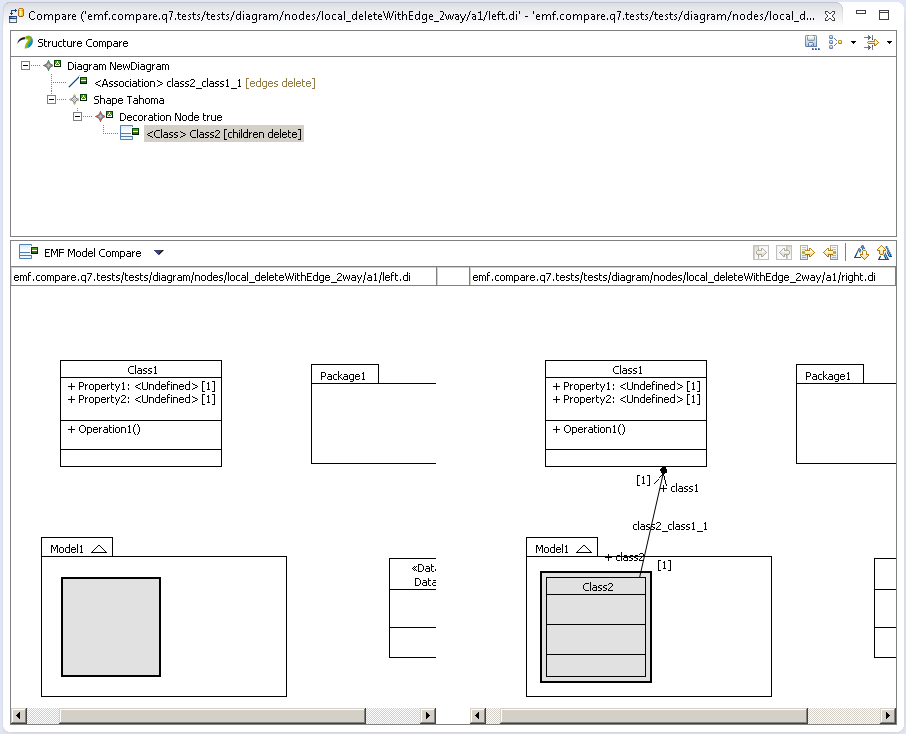 Compare ('emf.compare.q7.tests/tests/diagram/nodes/local_deleteWithEdge_2way/a1/left.di' - 'emf.compare.q7.tests/tests/diagram/nodes/local_d...
Structure Compare
Diagram NewDiagram
<Association> class2_class1_1 [edges delete]
Shape Tahoma
Decoration Node true
<Class> Class2 [children delete]
EMF Model Compare
emf.compare.q7.tests/tests/diagram/nodes/local_deleteWithEdge_2way/a1/left.di
emf.compare.q7.tests/tests/diagram/nodes/local_deleteWithEdge_2way/a1/right.di
Class1
+ Property1: <Undefined> [1]
+ Property2: <Undefined> [1]
+ Operation1()
Package1
Model1
«Data
Data
Class1
+ Property1: <Undefined> [1]
+ Property2: <Undefined> [1]
+ Operation1()
Package1
[1]
+ class1
class2_class1_1
+ class2
[1]
Model1
Class2